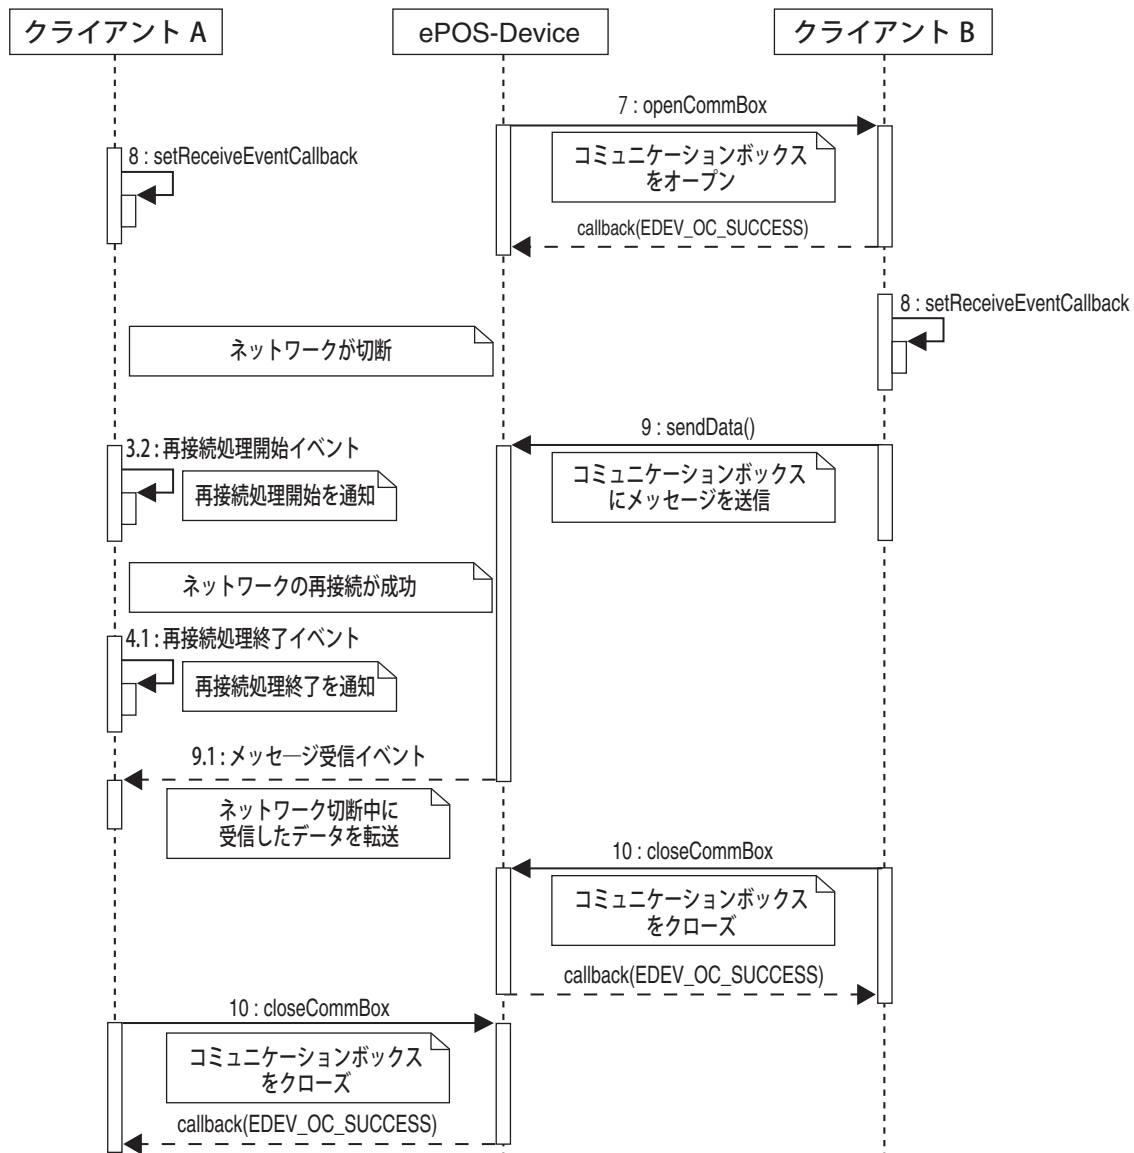 クライアント A
ePOS-Device
クライアント B
7 : openCommBox
コミュニケーションボックス
をオープン
8 : setReceiveEventCallback
callback(EDEV_OC_SUCCESS)
8 : setReceiveEventCallback
ネットワークが切断
9 : sendData()
コミュニケーションボックス
にメッセージを送信
3.2 : 再接続処理開始イベント
再接続処理開始を通知
ネットワークの再接続が成功
4.1 : 再接続処理終了イベント
再接続処理終了を通知
9.1 : メッセージ受信イベント
ネットワーク切断中に
受信したデータを転送
10 : closeCommBox
コミュニケーションボックス
をクローズ
callback(EDEV_OC_SUCCESS)
10 : closeCommBox
コミュニケーションボックス
をクローズ
callback(EDEV_OC_SUCCESS)